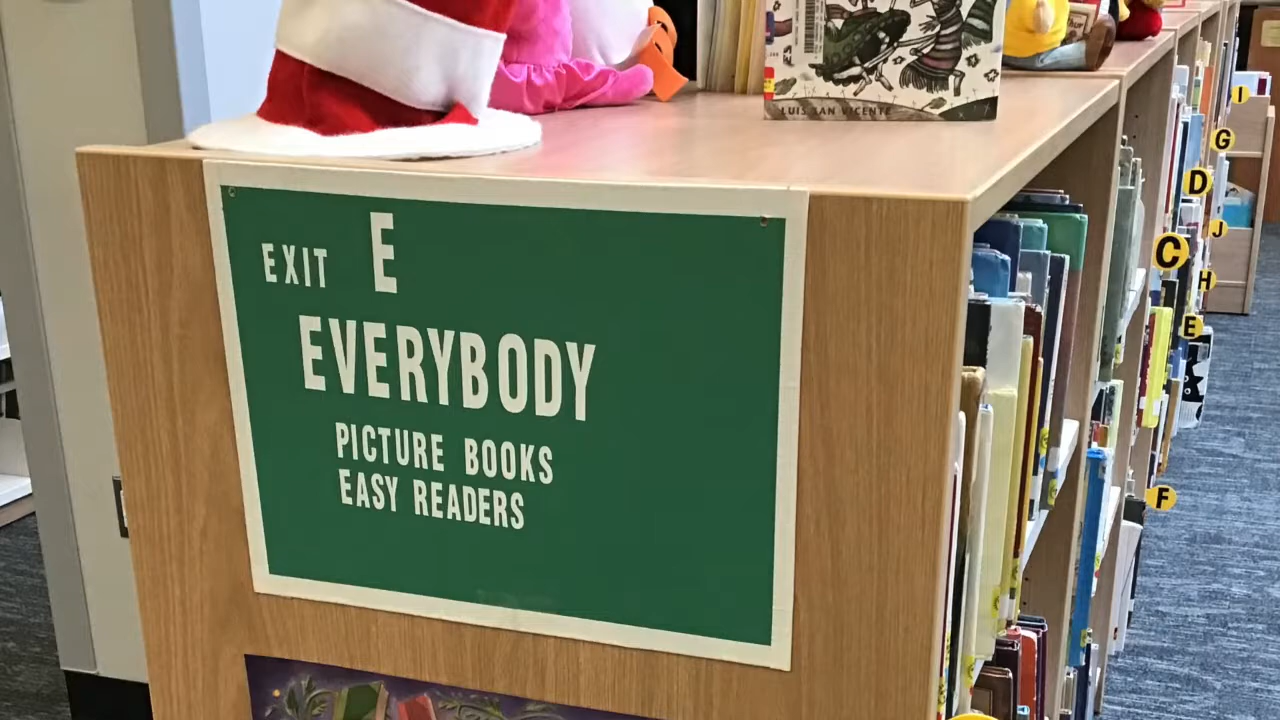 LUIS SAN VICENTE
I
G
D
J
C
H
E
F
EXIT E
EVERYBODY
PICTURE BOOKS
EASY READERS